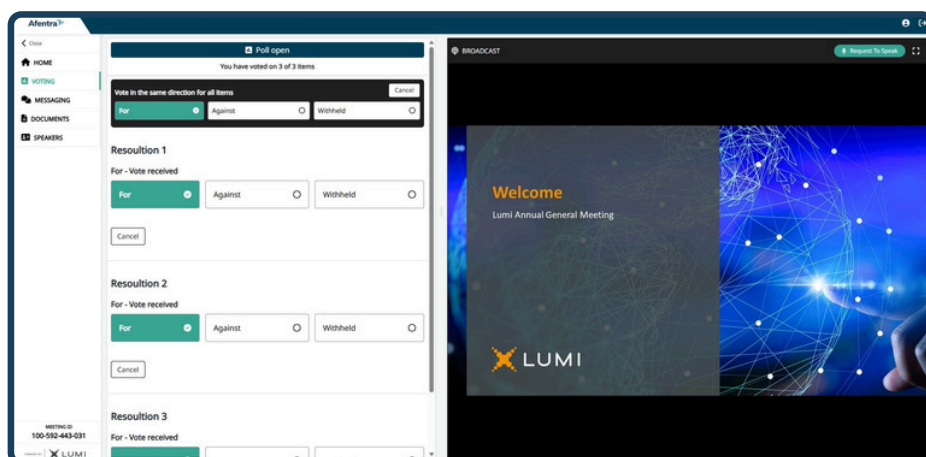 Afentra
Close
HOME
VOTING
MESSAGING
DOCUMENTS
SPEAKERS
MEETING ID
100-592-443-031
LUMI
Poll open
You have voted on 3 of 3 items
Vote in the same direction for all items
Cancel
For Against Withheld
Resoultion 1
For - Vote received
For Against Withheld
Cancel
Resoultion 2
For - Vote received
For Against Withheld
Cancel
Resoultion 3
For - Vote received
BROADCAST
Request To Speak
Welcome
Lumi Annual General Meeting
LUMI